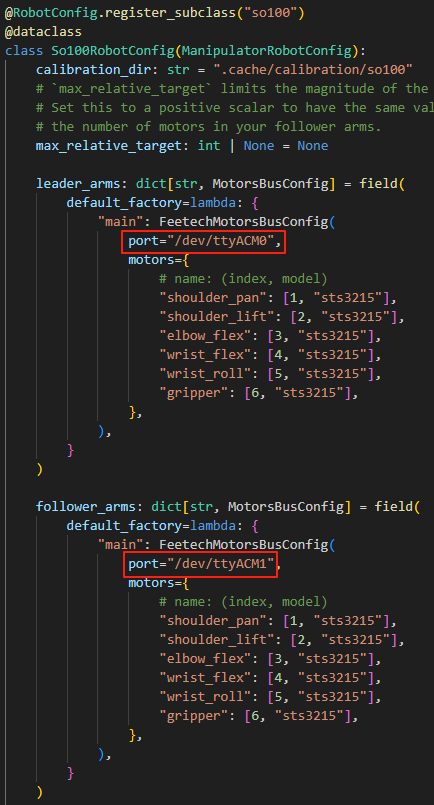 @RobotConfig.register_subclass("so100")
@dataclass
class So100RobotConfig(ManipulatorRobotConfig):
    calibration_dir: str = ".cache/calibration/so100"
    # `max_relative_target` limits the magnitude of the
    # Set this to a positive scalar to have the same val
    # the number of motors in your follower arms.
    max_relative_target: int | None = None

    leader_arms: dict[str, MotorsBusConfig] = field(
        default_factory=lambda: {
            "main": FeetechMotorsBusConfig(
                port="/dev/ttyACM0",
                motors={
                    # name: (index, model)
                    "shoulder_pan": [1, "sts3215"],
                    "shoulder_lift": [2, "sts3215"],
                    "elbow_flex": [3, "sts3215"],
                    "wrist_flex": [4, "sts3215"],
                    "wrist_roll": [5, "sts3215"],
                    "gripper": [6, "sts3215"],
                },
            ),
        }
    )

    follower_arms: dict[str, MotorsBusConfig] = field(
        default_factory=lambda: {
            "main": FeetechMotorsBusConfig(
                port="/dev/ttyACM1",
                motors={
                    # name: (index, model)
                    "shoulder_pan": [1, "sts3215"],
                    "shoulder_lift": [2, "sts3215"],
                    "elbow_flex": [3, "sts3215"],
                    "wrist_flex": [4, "sts3215"],
                    "wrist_roll": [5, "sts3215"],
                    "gripper": [6, "sts3215"],
                },
            ),
        }
    )